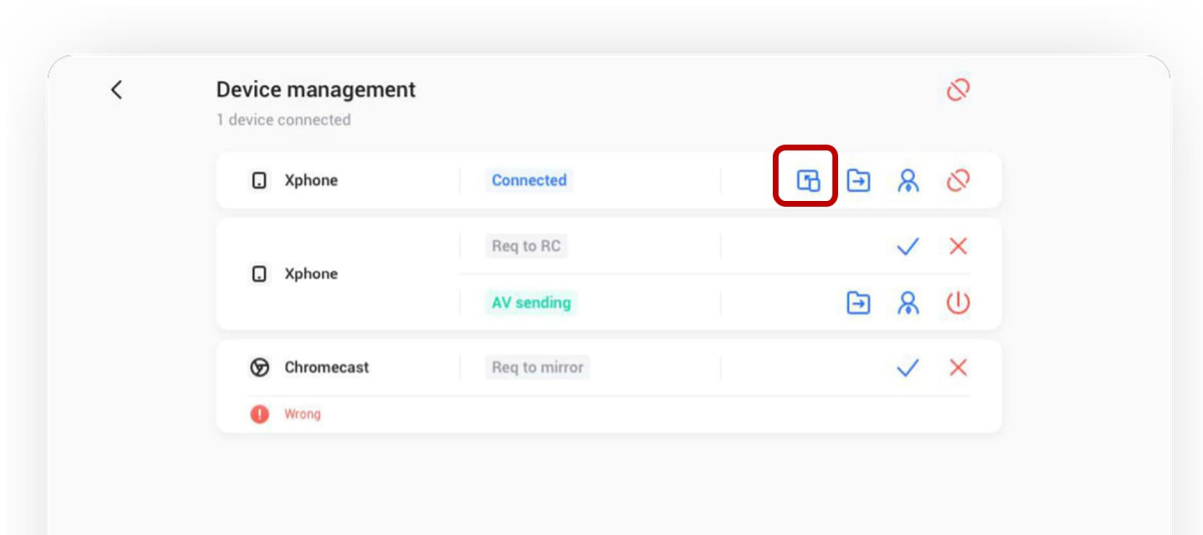 Device management
1 device connected
Xphone Connected
Req to RC
Xphone
AV sending
Chromecast Req to mirror
Wrong